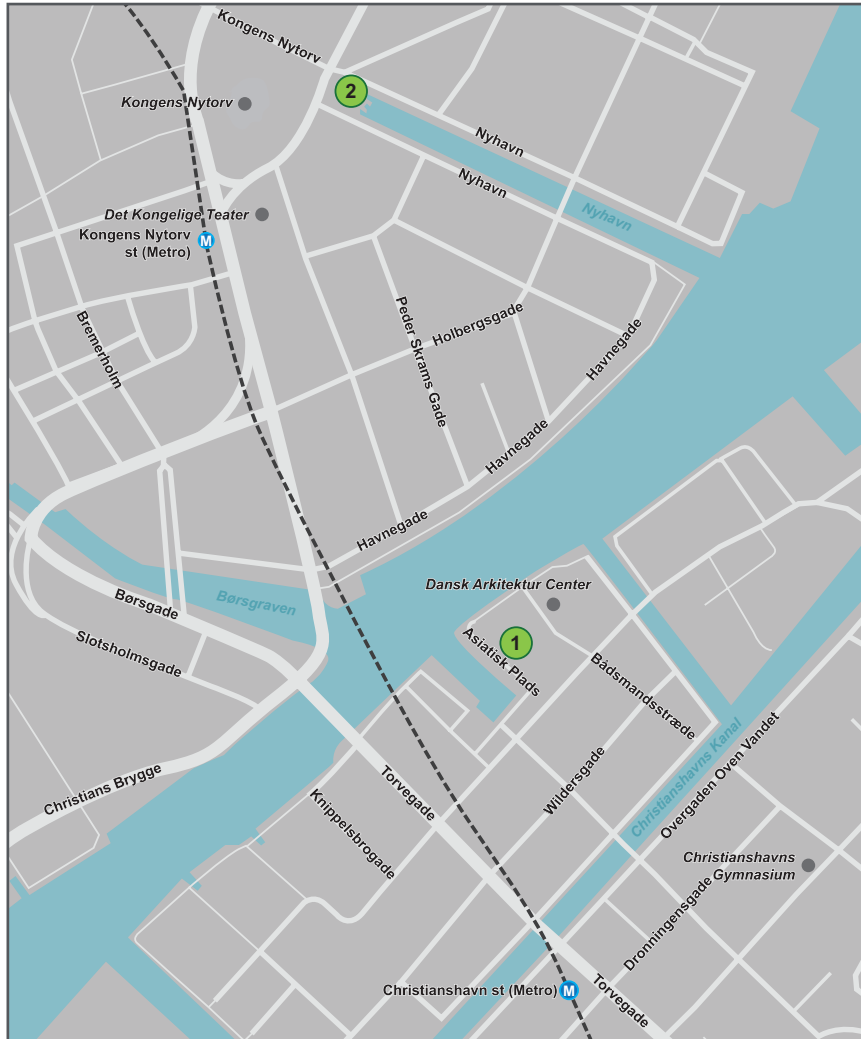 Kongens Nytorv
2
Kongens Nytorv
Nyhavn
Nyhavn
Nyhavn
Det Kongelige Teater
Kongens Nytorv
st (Metro)
M
Bremerholm
Peder Skrams Gade
Holbergsgade
Havnegade
Havnegade
Havnegade
Børsgraven
Børsgade
Slotsholmsgade
Dansk Arkitektur Center
1
Asiatisk Plads
Bådsmandsstræde
Christianshavns Kanal
Overgaden Oven Vandet
Wildersgade
Christians Brygge
Torvegade
Knippelsbrogade
Christianshavns
Gymnasium
Dronningensgade
Christianshavn st (Metro)
M
Torvegade